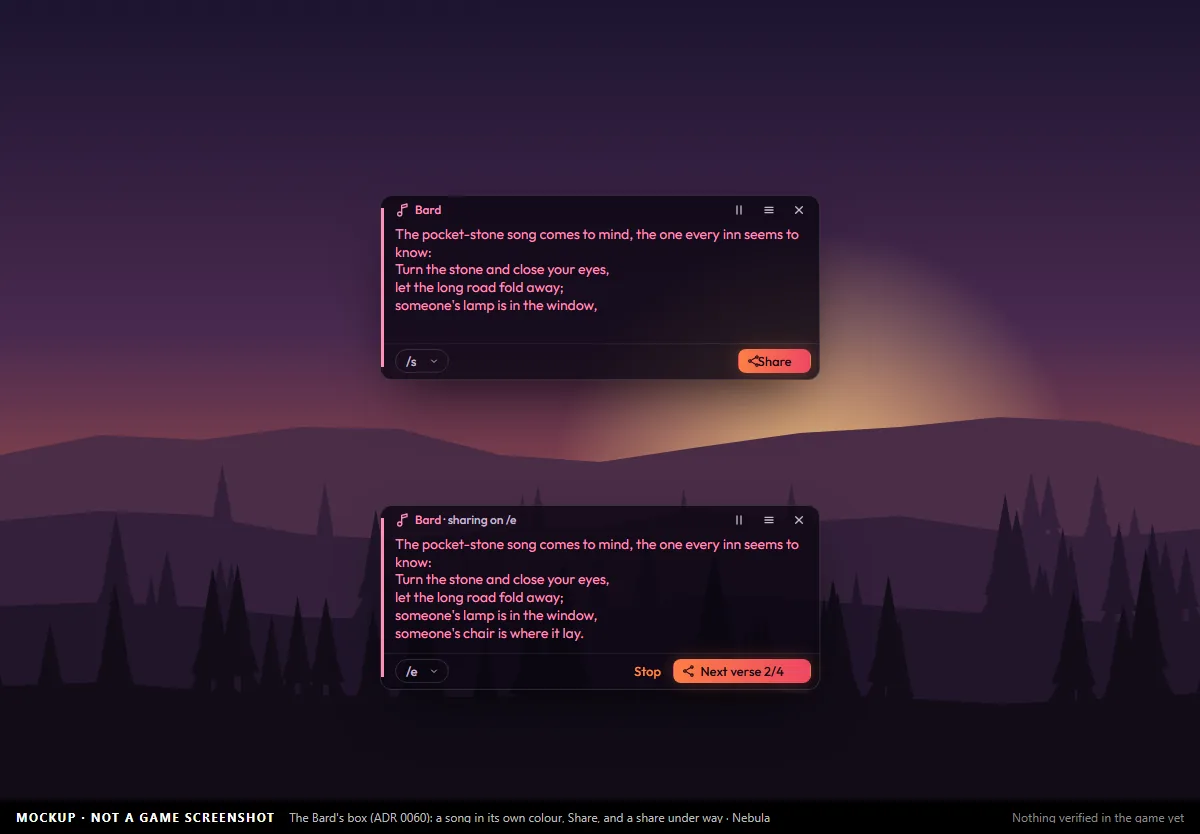 Bard
The pocket-stone song comes to mind, the one every inn seems to
know:
Turn the stone and close your eyes,
let the long road fold away;
someone's lamp is in the window,
/s
Share
Bard · sharing on /e
The pocket-stone song comes to mind, the one every inn seems to
know:
Turn the stone and close your eyes,
let the long road fold away;
someone's lamp is in the window,
someone's chair is where it lay.
/e
Stop
Next verse 2/4
MOCKUP · NOT A GAME SCREENSHOT
The Bard's box (ADR 0060): a song in its own colour, Share, and a share under way · Nebula
Nothing verified in the game yet